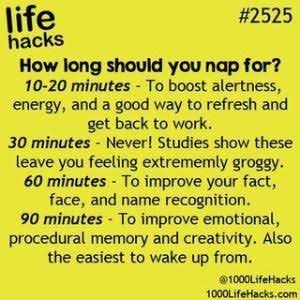 life
hacks
#2525
How long should you nap for?
10-20 minutes - To boost alertness,
energy, and a good way to refresh and
get back to work.
30 minutes - Never! Studies show these
leave you feeling extrememly groggy.
60 minutes - To improve your fact,
face, and name recognition.
90 minutes - To improve emotional,
procedural memory and creativity. Also
the easiest to wake up from.
@1000LifeHacks
1000LifeHacks.com